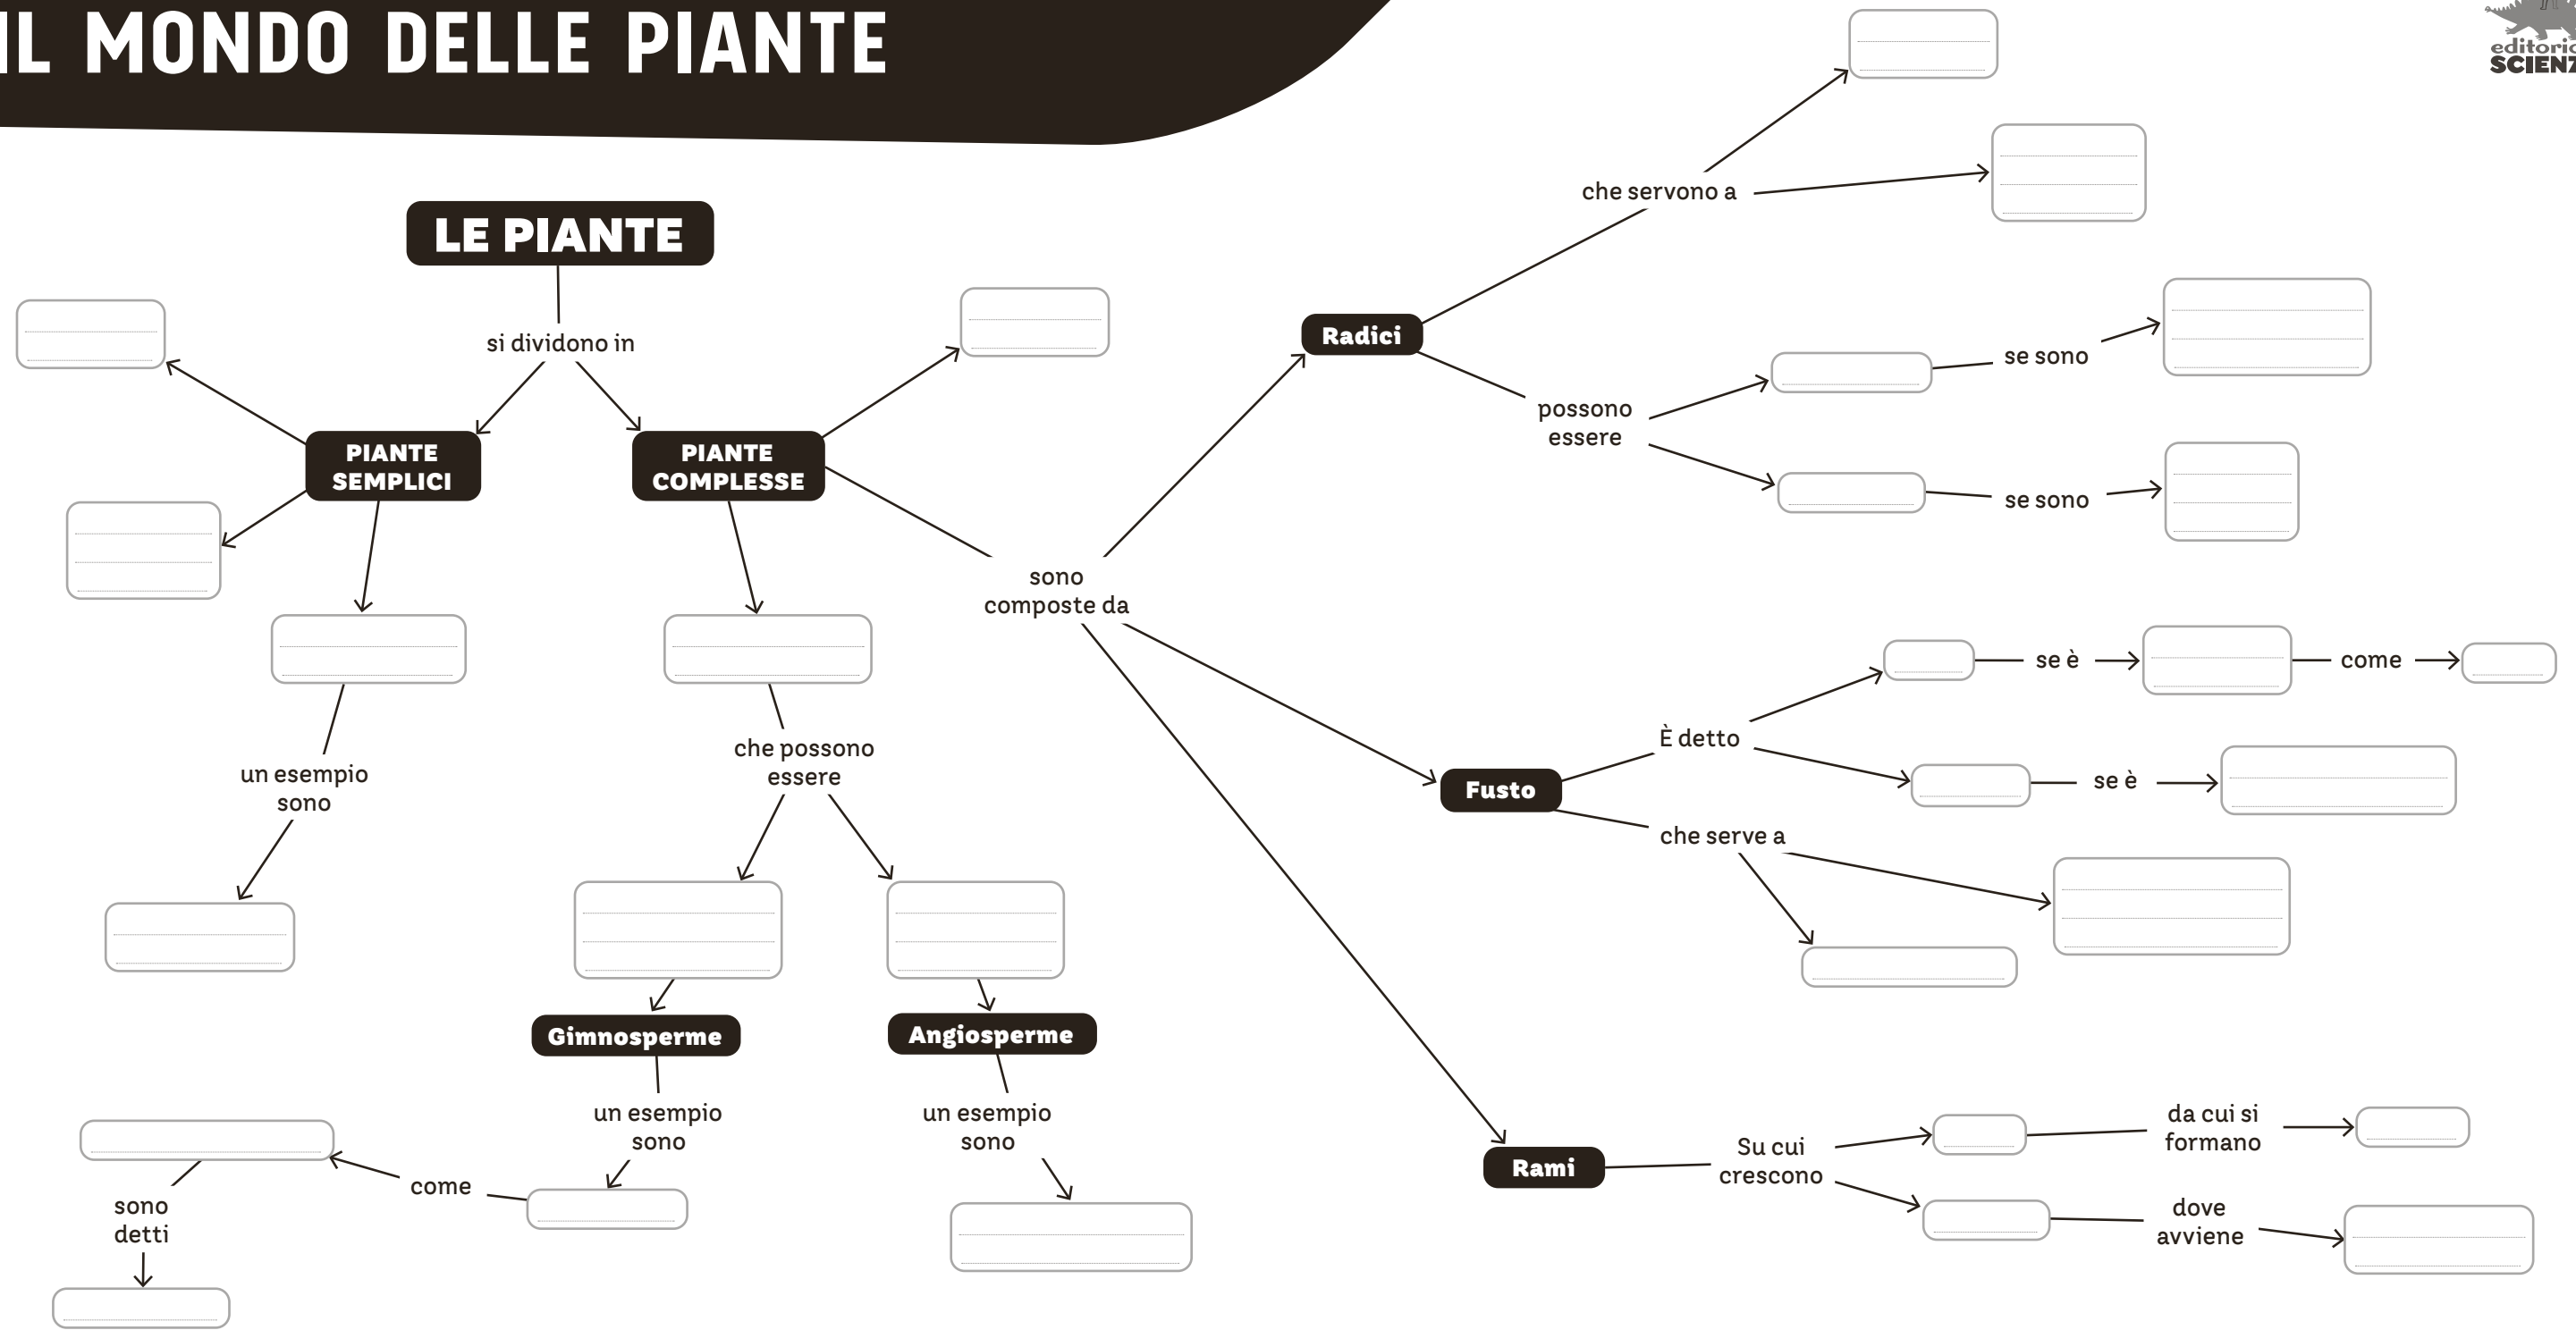 IL MONDO DELLE PIANTE
LE PIANTE
si dividono in
PIANTE
SEMPLICI
PIANTE
COMPLESSE
un esempio
sono
che possono
essere
Gimnosperme
Angiosperme
un esempio
sono
un esempio
sono
come
sono
detti
sono
composte da
Radici
che servono a
possono
essere
se sono
se sono
Fusto
È detto
se è
come
se è
che serve a
Rami
Su cui
crescono
da cui si
formano
dove
avviene